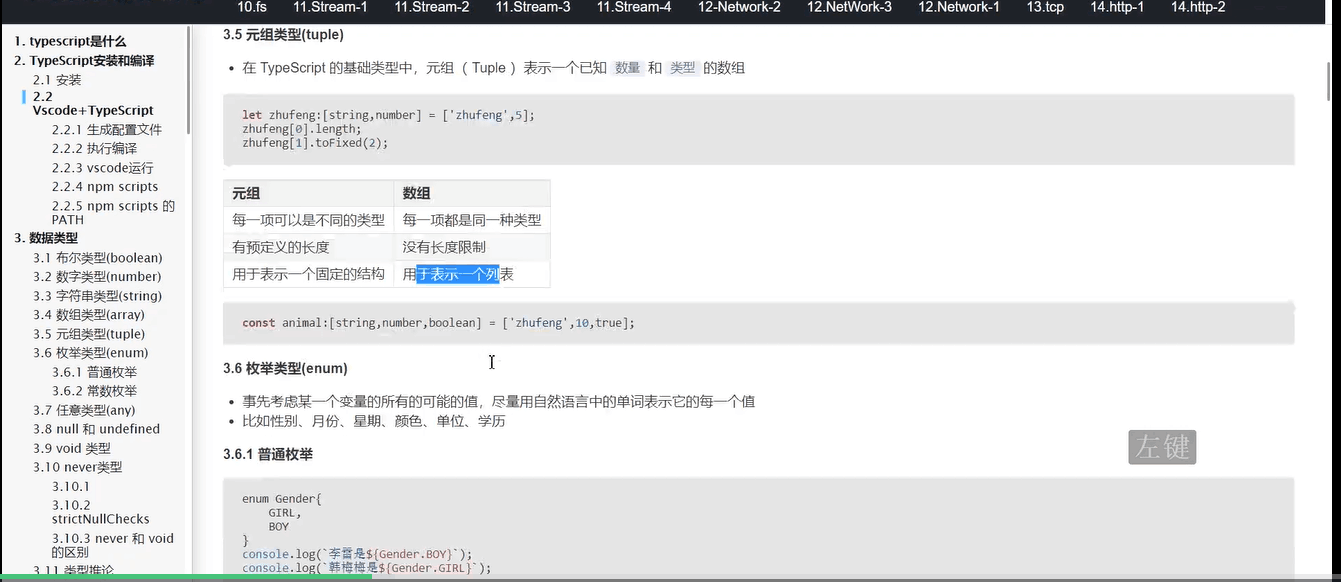 10.fs 11.Stream-1 11.Stream-2 11.Stream-3 11.Stream-4 12-Network-2 12.NetWork-3 12.Network-1 13.tcp 14.http-1 14.http-2
1. typescript是什么
2. TypeScript安装和编译
2.1 安装
2.2
Vscode+TypeScript
2.2.1 生成配置文件
2.2.2 执行编译
2.2.3 vscode运行
2.2.4 npm scripts
2.2.5 npm scripts 的
PATH
3. 数据类型
3.1 布尔类型(boolean)
3.2 数字类型(number)
3.3 字符串类型(string)
3.4 数组类型(array)
3.5 元组类型(tuple)
3.6 枚举类型(enum)
3.6.1 普通枚举
3.6.2 常数枚举
3.7 任意类型(any)
3.8 null 和 undefined
3.9 void 类型
3.10 never类型
3.10.1
3.10.2
strictNullChecks
3.10.3 never 和 void
的区别
3.11 类型推论
3.5 元组类型(tuple)
在 TypeScript 的基础类型中，元组（ Tuple ）表示一个已知 数量 和 类型 的数组
let zhufeng:[string,number] = ['zhufeng',5];
zhufeng[0].length;
zhufeng[1].toFixed(2);
元组 数组
每一项可以是不同的类型 每一项都是同一种类型
有预定义的长度 没有长度限制
用于表示一个固定的结构 用于表示一个列表
const animal:[string,number,boolean] = ['zhufeng',10,true];
3.6 枚举类型(enum)
事先考虑某一个变量的所有的可能的值，尽量用自然语言中的单词表示它的每一个值
比如性别、月份、星期、颜色、单位、学历
左键
3.6.1 普通枚举
enum Gender{
GIRL,
BOY
}
console.log(`李雷是${Gender.BOY}`);
console.log(`韩梅梅是${Gender.GIRL}`);